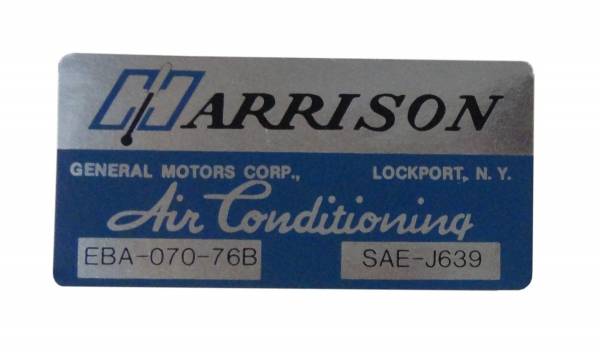 HARRISON
GENERAL MOTORS CORP., LOCKPORT, N. Y.
Air Conditioning
EBA-070-76B SAE-J639